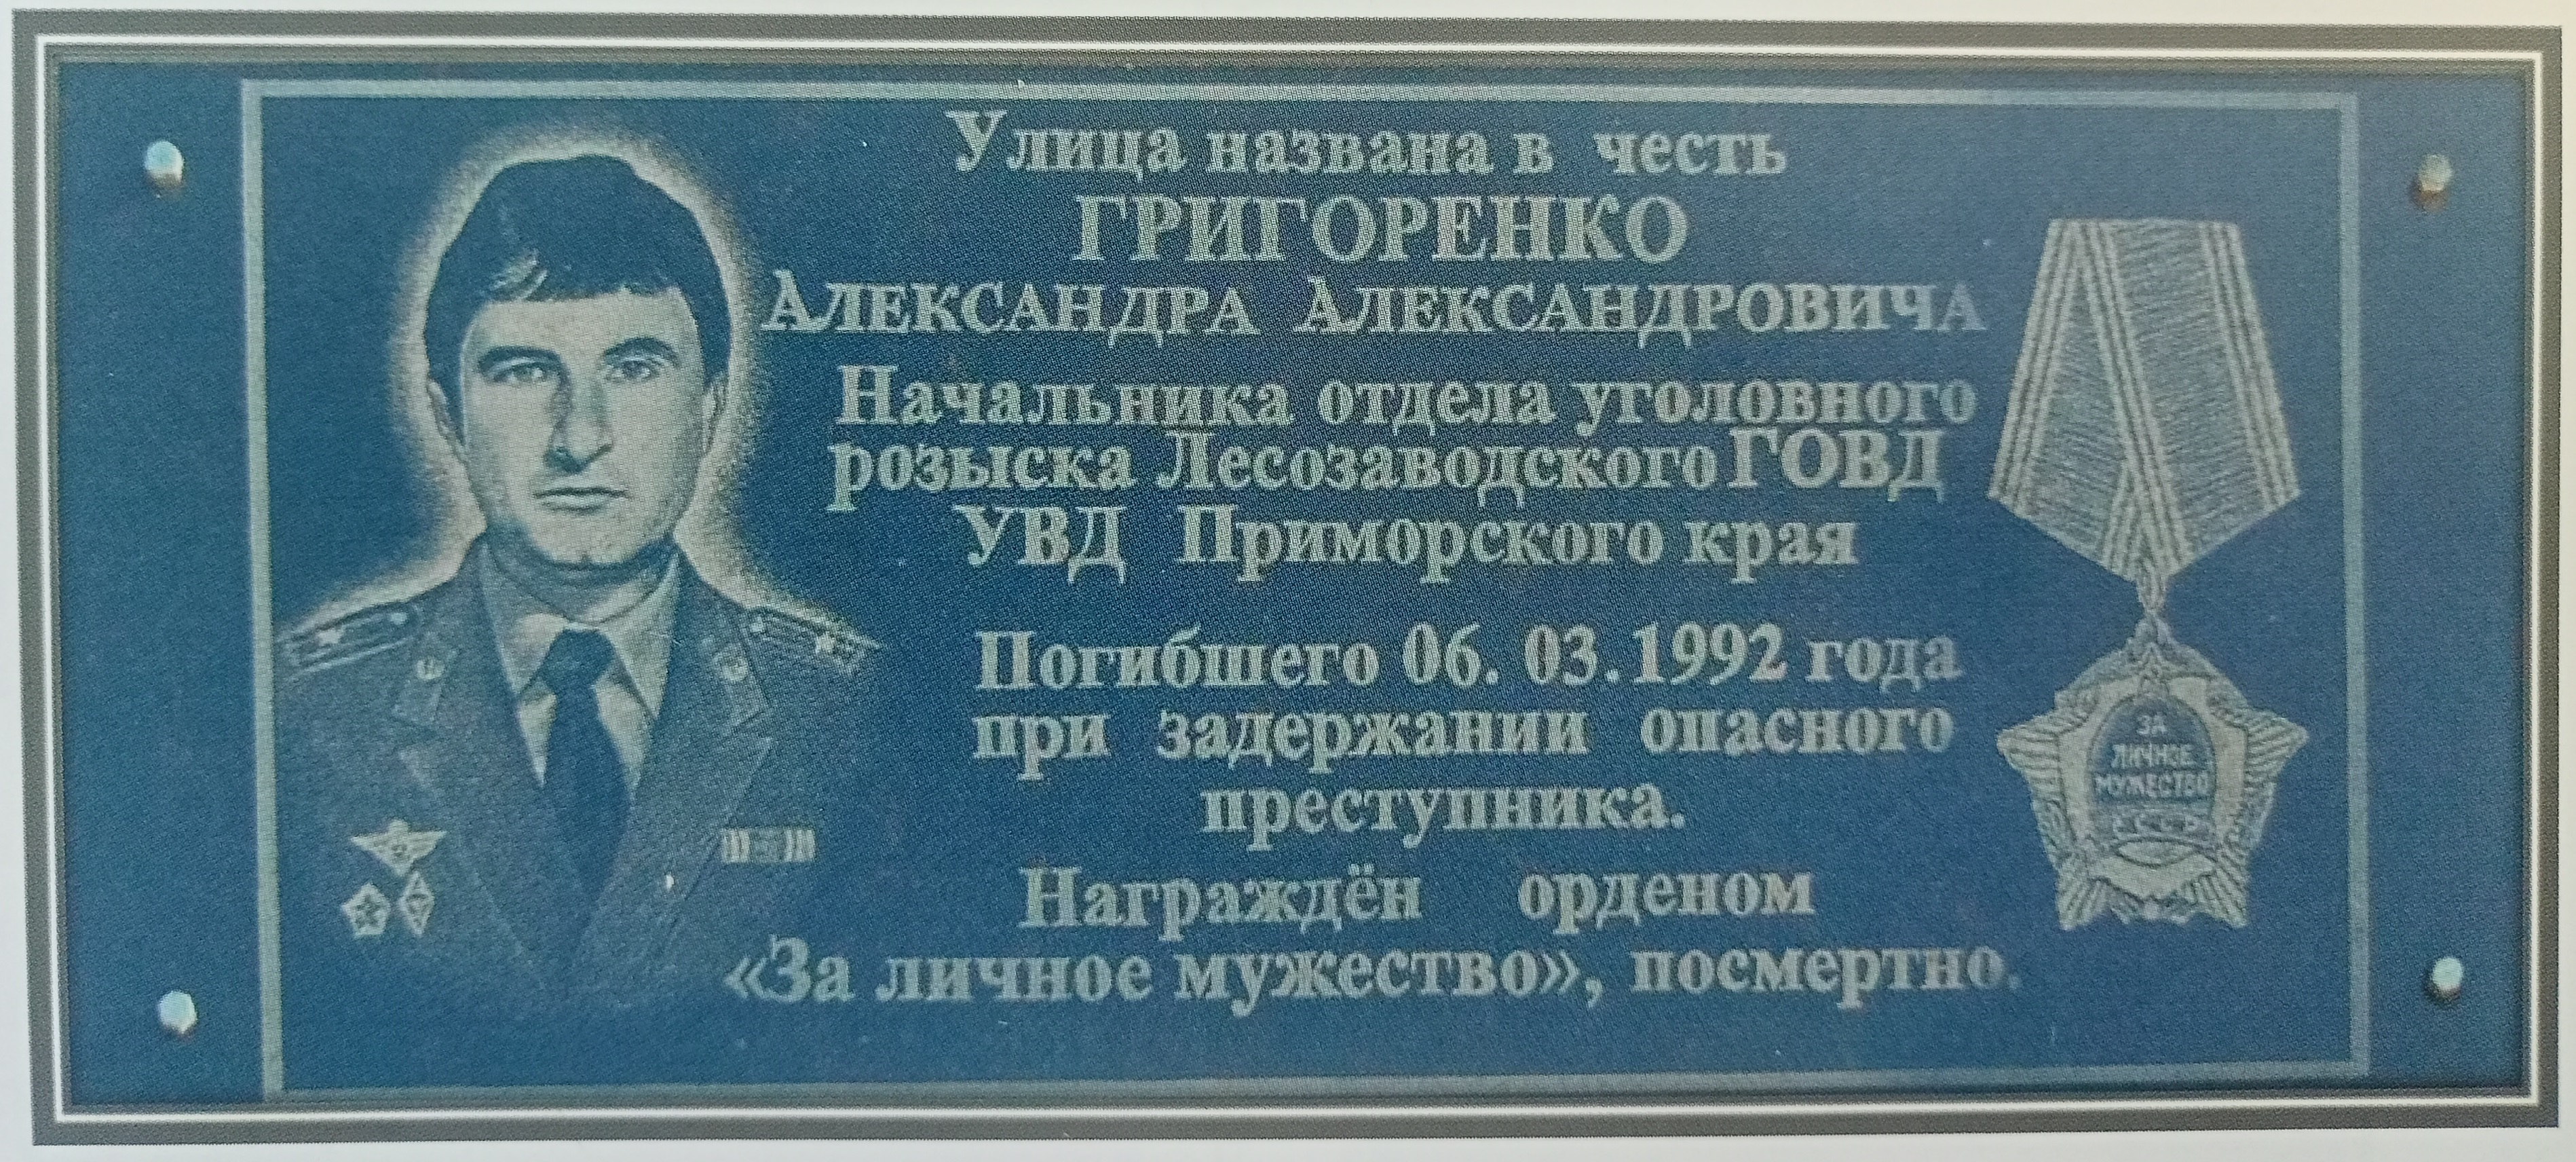 Улица названа в честь
ГРИГОРЕНКО
АЛЕКСАНДРА АЛЕКСАНДРОВИЧА
Начальника отдела уголовного
розыска Лесозаводского ГОВД
УВД Приморского края
Погибшего 06. 03. 1992 года
при задержании опасного
преступника.
Награждён орденом
«За личное мужество», посмертно.
ЗА
ЛИЧНОЕ
МУЖЕСТВО
СССР